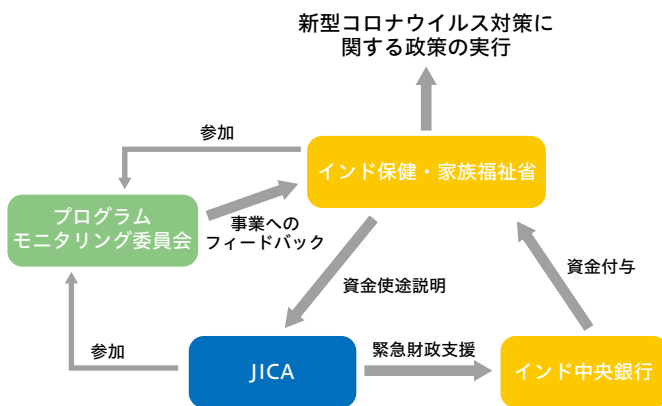 新型コロナウイルス対策に
関する政策の実行
参加
インド保健・家族福祉省
プログラム
モニタリング委員会
事業への
フィードバック
資金使途説明
資金付与
参加
JICA
緊急財政支援
インド中央銀行